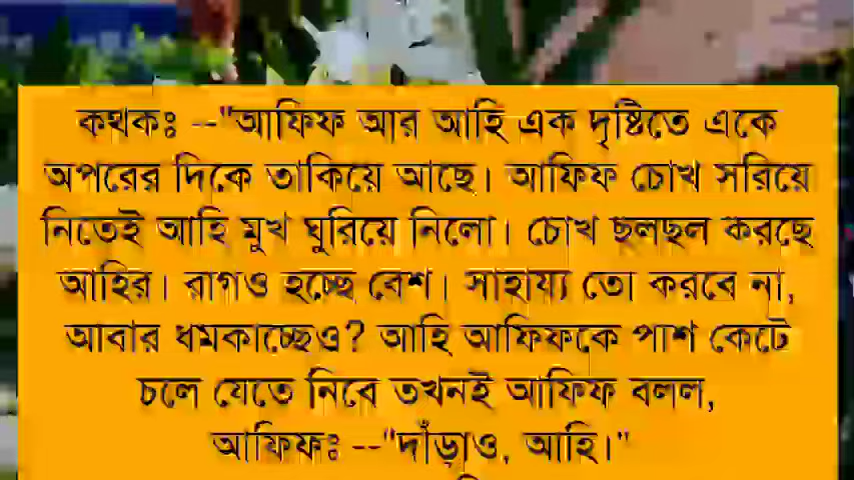 কথকঃ --"আফিফ আর আহি এক দৃষ্টিতে একে
অপরের দিকে তাকিয়ে আছে। আফিফ চোখ সরিয়ে
নিতেই আহি মুখ ঘুরিয়ে নিলো। চোখ ছলছল করছে
আহির। রাগও হচ্ছে বেশ। সাহায্য তো করবে না,
আবার ধমকাচ্ছেও? আহি আফিফকে পাশ কেটে
চলে যেতে নিবে তখনই আফিফ বলল,
আফিফঃ --"দাঁড়াও, আহি।"